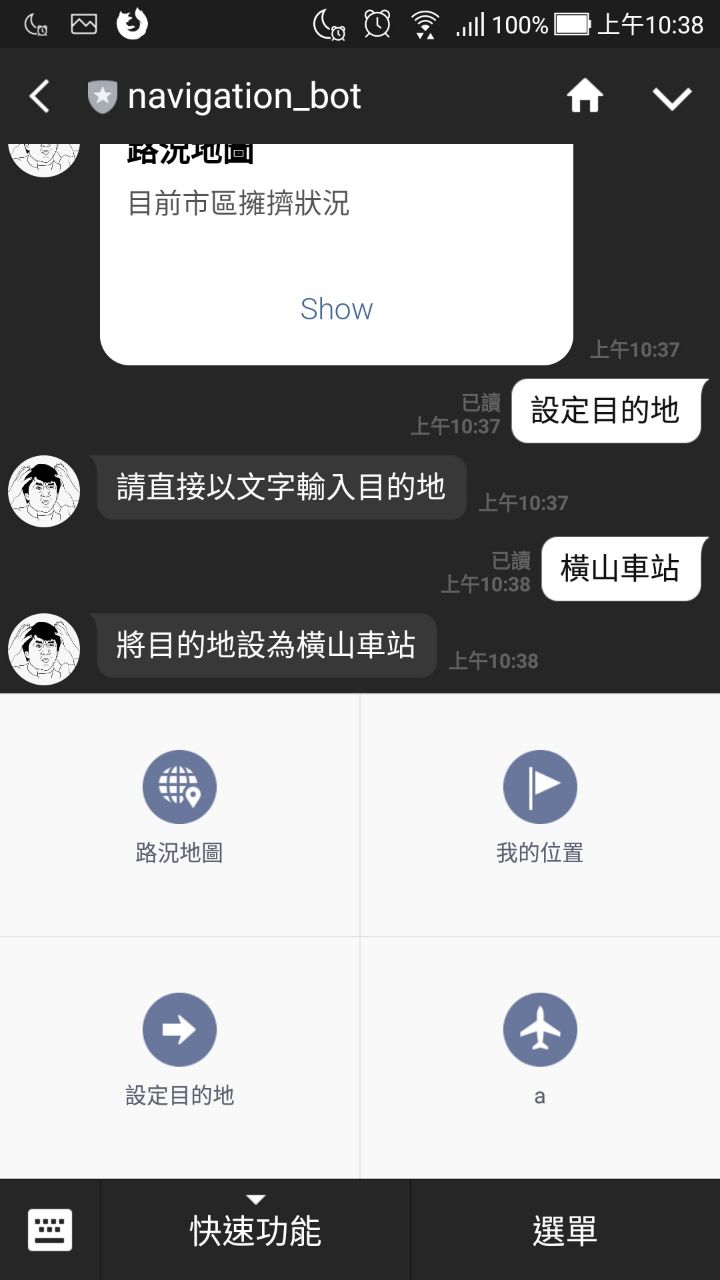 100% 上午10:38
navigation_bot
路況地圖
目前市區擁擠狀況
Show
上午10:37
已讀
上午10:37
設定目的地
請直接以文字輸入目的地
上午10:37
已讀
上午10:38
橫山車站
將目的地設為橫山車站
上午10:38
路況地圖
我的位置
設定目的地
a
快速功能
選單